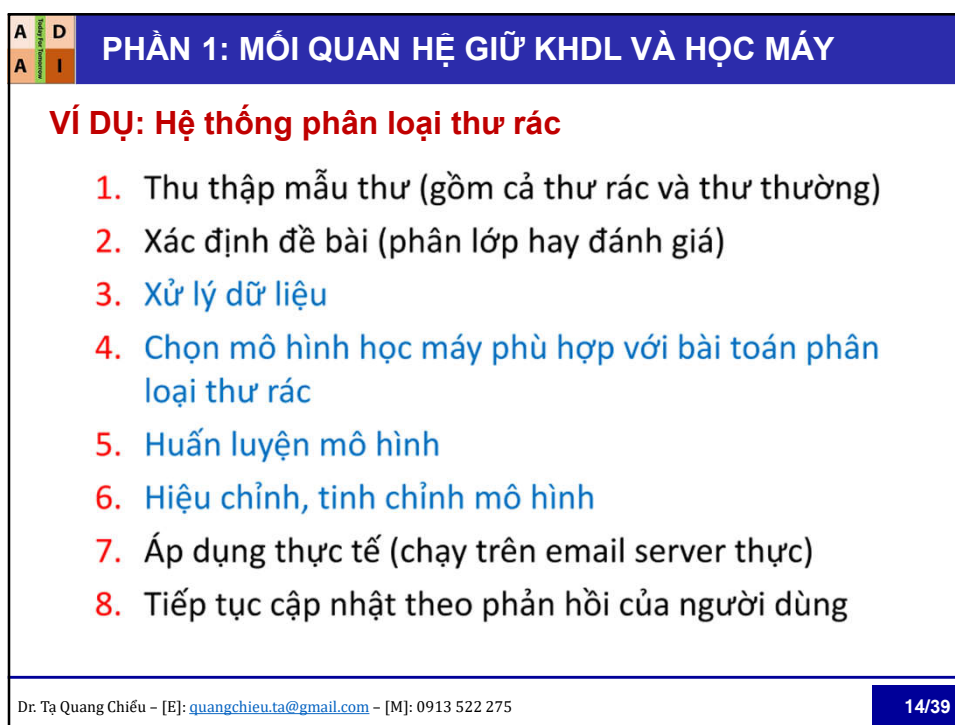 A D
Today For Tomorrow
A I
PHẦN 1: MỐI QUAN HỆ GIỮ KHDL VÀ HỌC MÁY
VÍ DỤ: Hệ thống phân loại thư rác
1. Thu thập mẫu thư (gồm cả thư rác và thư thường)
2. Xác định đề bài (phân lớp hay đánh giá)
3. Xử lý dữ liệu
4. Chọn mô hình học máy phù hợp với bài toán phân
loại thư rác
5. Huấn luyện mô hình
6. Hiệu chỉnh, tinh chỉnh mô hình
7. Áp dụng thực tế (chạy trên email server thực)
8. Tiếp tục cập nhật theo phản hồi của người dùng
Dr. Tạ Quang Chiểu – [E]: quangchieu.ta@gmail.com – [M]: 0913 522 275
14/39